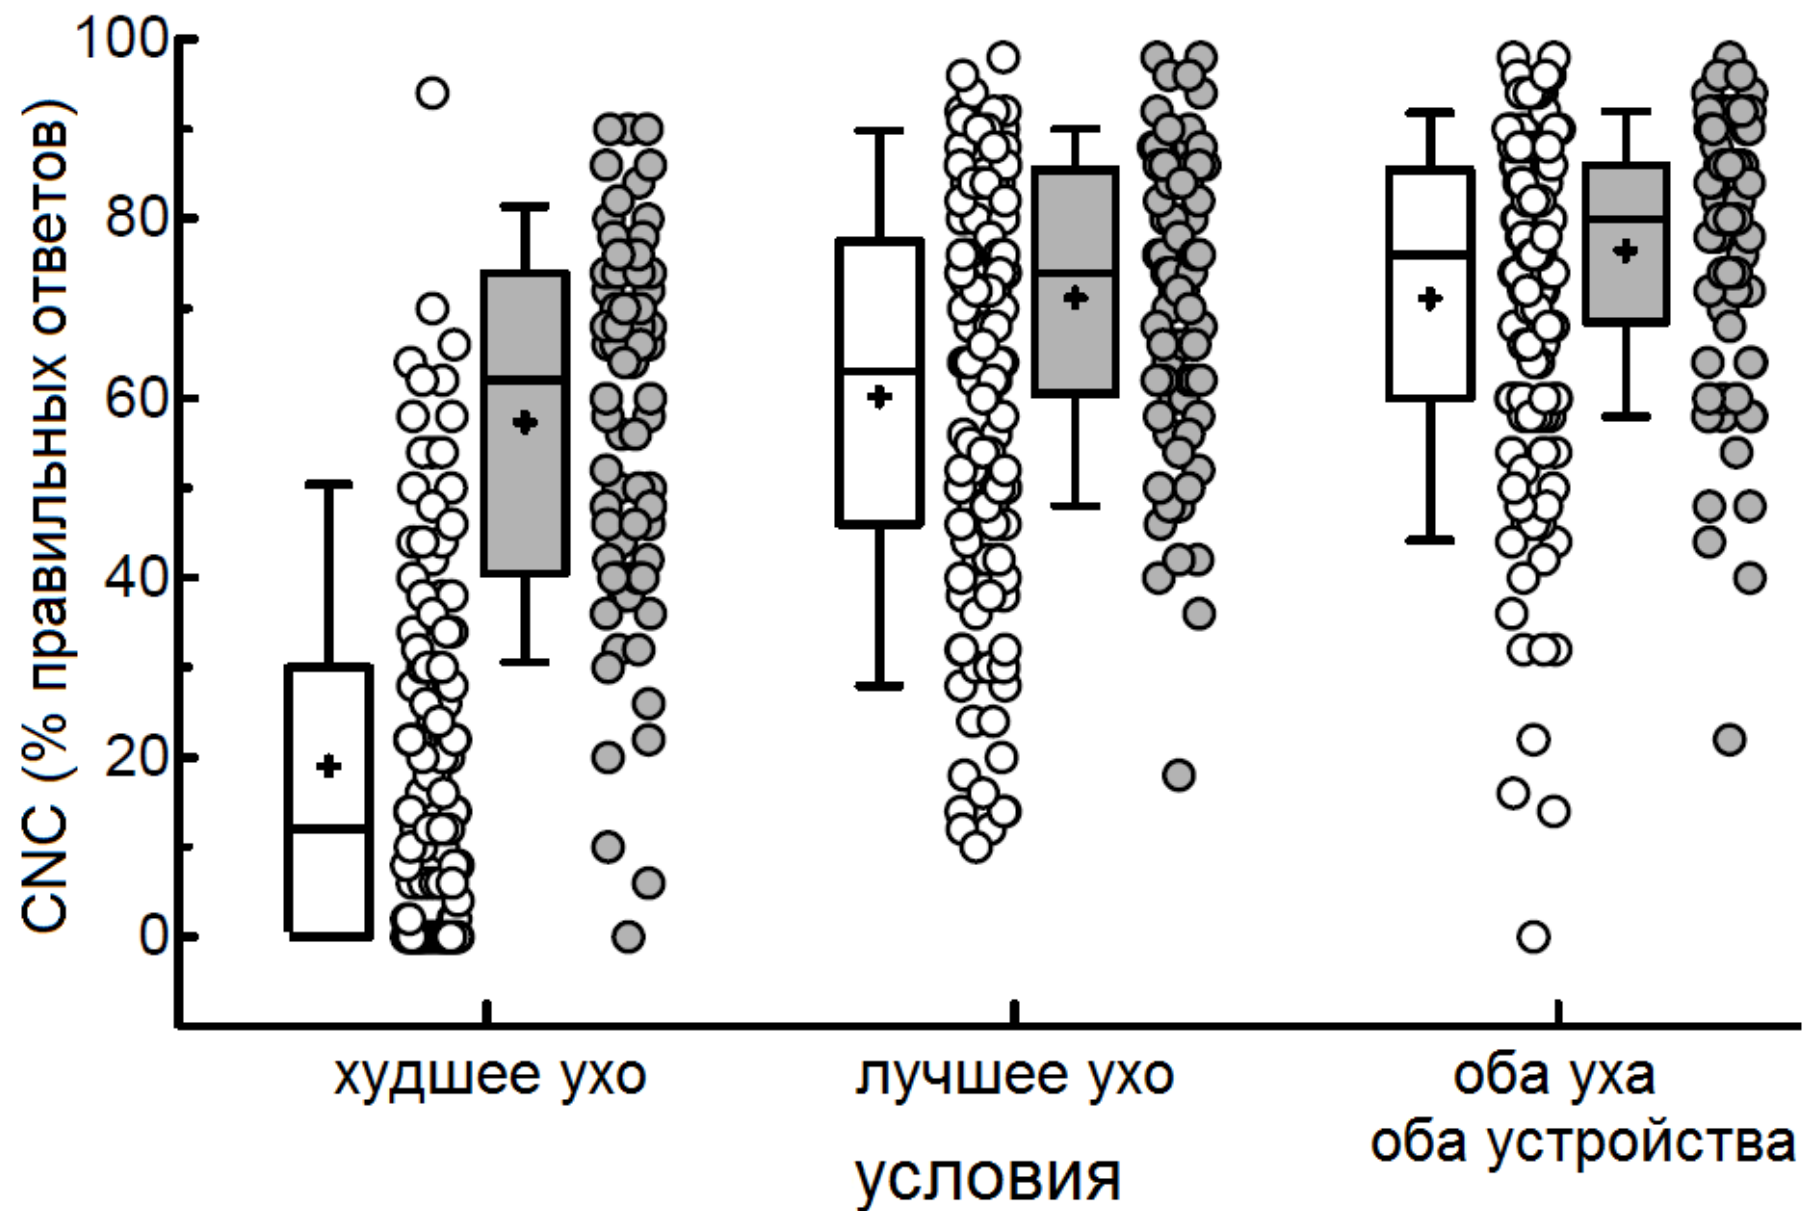 CNC (% правильных ответов)
100
80
60
40
20
0
худшее ухо
лучшее ухо
оба уха
оба устройства
условия